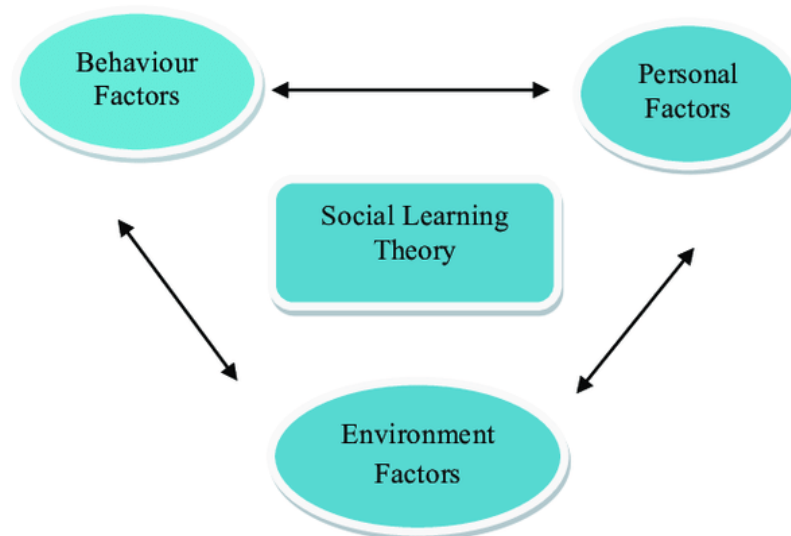 Behaviour
Factors
Personal
Factors
Social Learning
Theory
Environment
Factors